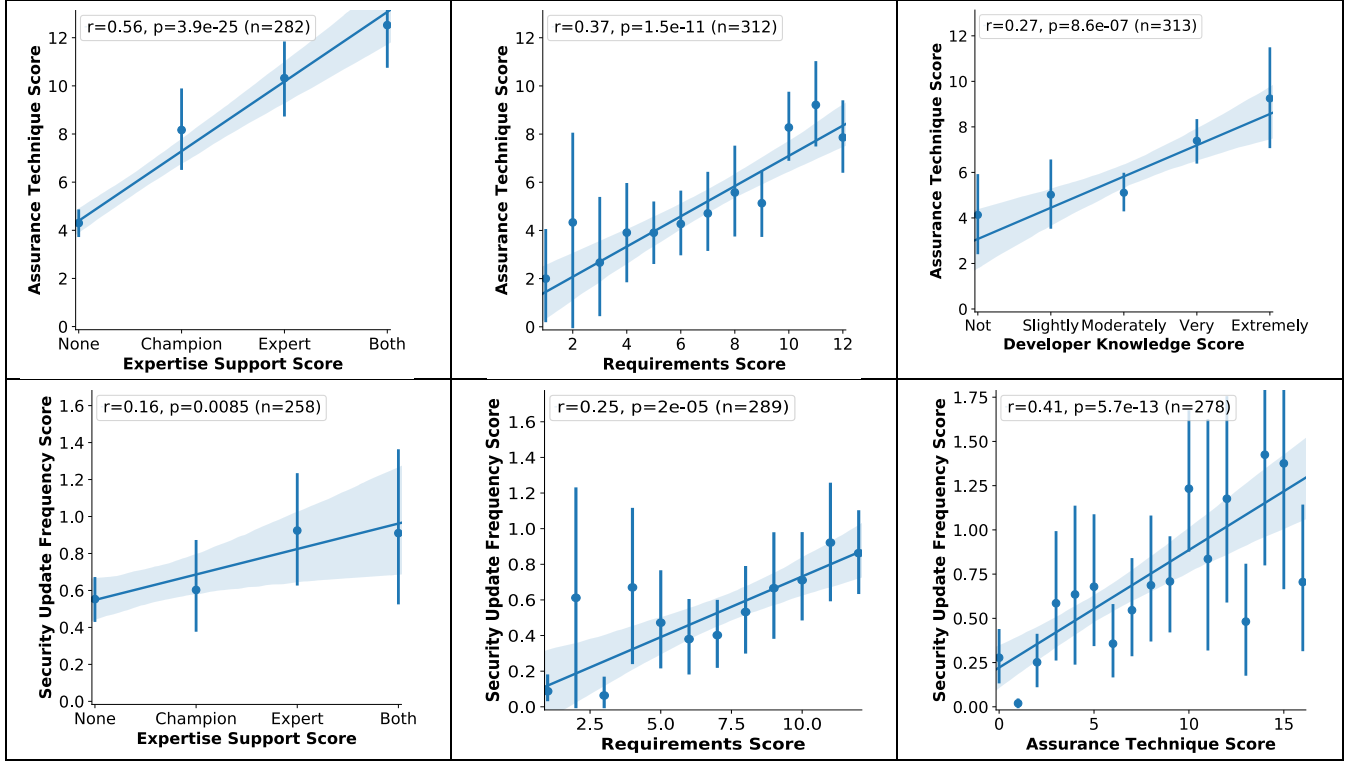 r=0.56, p=3.9e-25 (n=282)
Assurance Technique Score
12
10
8
6
4
2
0
None Champion Expert Both
Expertise Support Score
r=0.37, p=1.5e-11 (n=312)
Assurance Technique Score
12
10
8
6
4
2
0
2 4 6 8 10 12
Requirements Score
r=0.27, p=8.6e-07 (n=313)
Assurance Technique Score
12
10
8
6
4
2
0
Not Slightly Moderately Very Extremely
Developer Knowledge Score
r=0.16, p=0.0085 (n=258)
Security Update Frequency Score
1.6
1.4
1.2
1.0
0.8
0.6
0.4
0.2
0.0
None Champion Expert Both
Expertise Support Score
r=0.25, p=2e-05 (n=289)
Security Update Frequency Score
1.6
1.4
1.2
1.0
0.8
0.6
0.4
0.2
0.0
2.5 5.0 7.5 10.0
Requirements Score
r=0.41, p=5.7e-13 (n=278)
Security Update Frequency Score
1.75
1.50
1.25
1.00
0.75
0.50
0.25
0.00
0 5 10 15
Assurance Technique Score